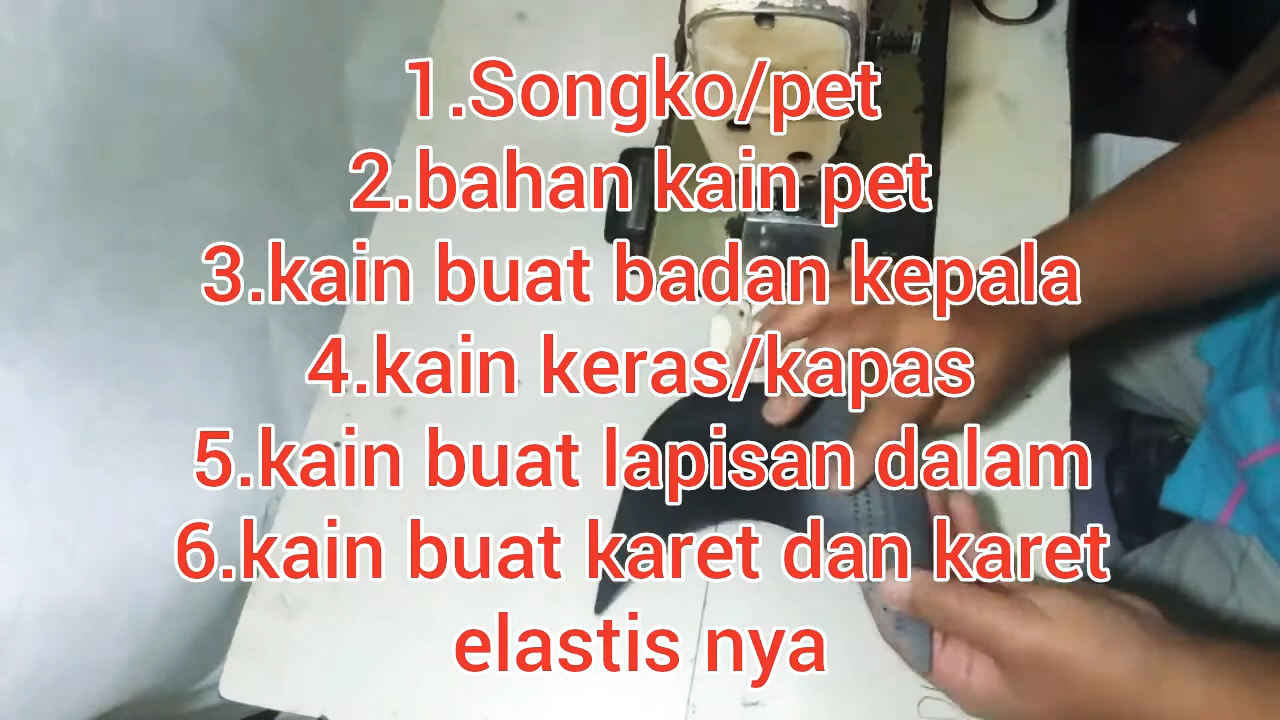 1.Songko/pet
2.bahan kain pet
3.kain buat badan kepala
4.kain keras/kapas
5.kain buat lapisan dalam
6.kain buat karet dan karet
elastis nya